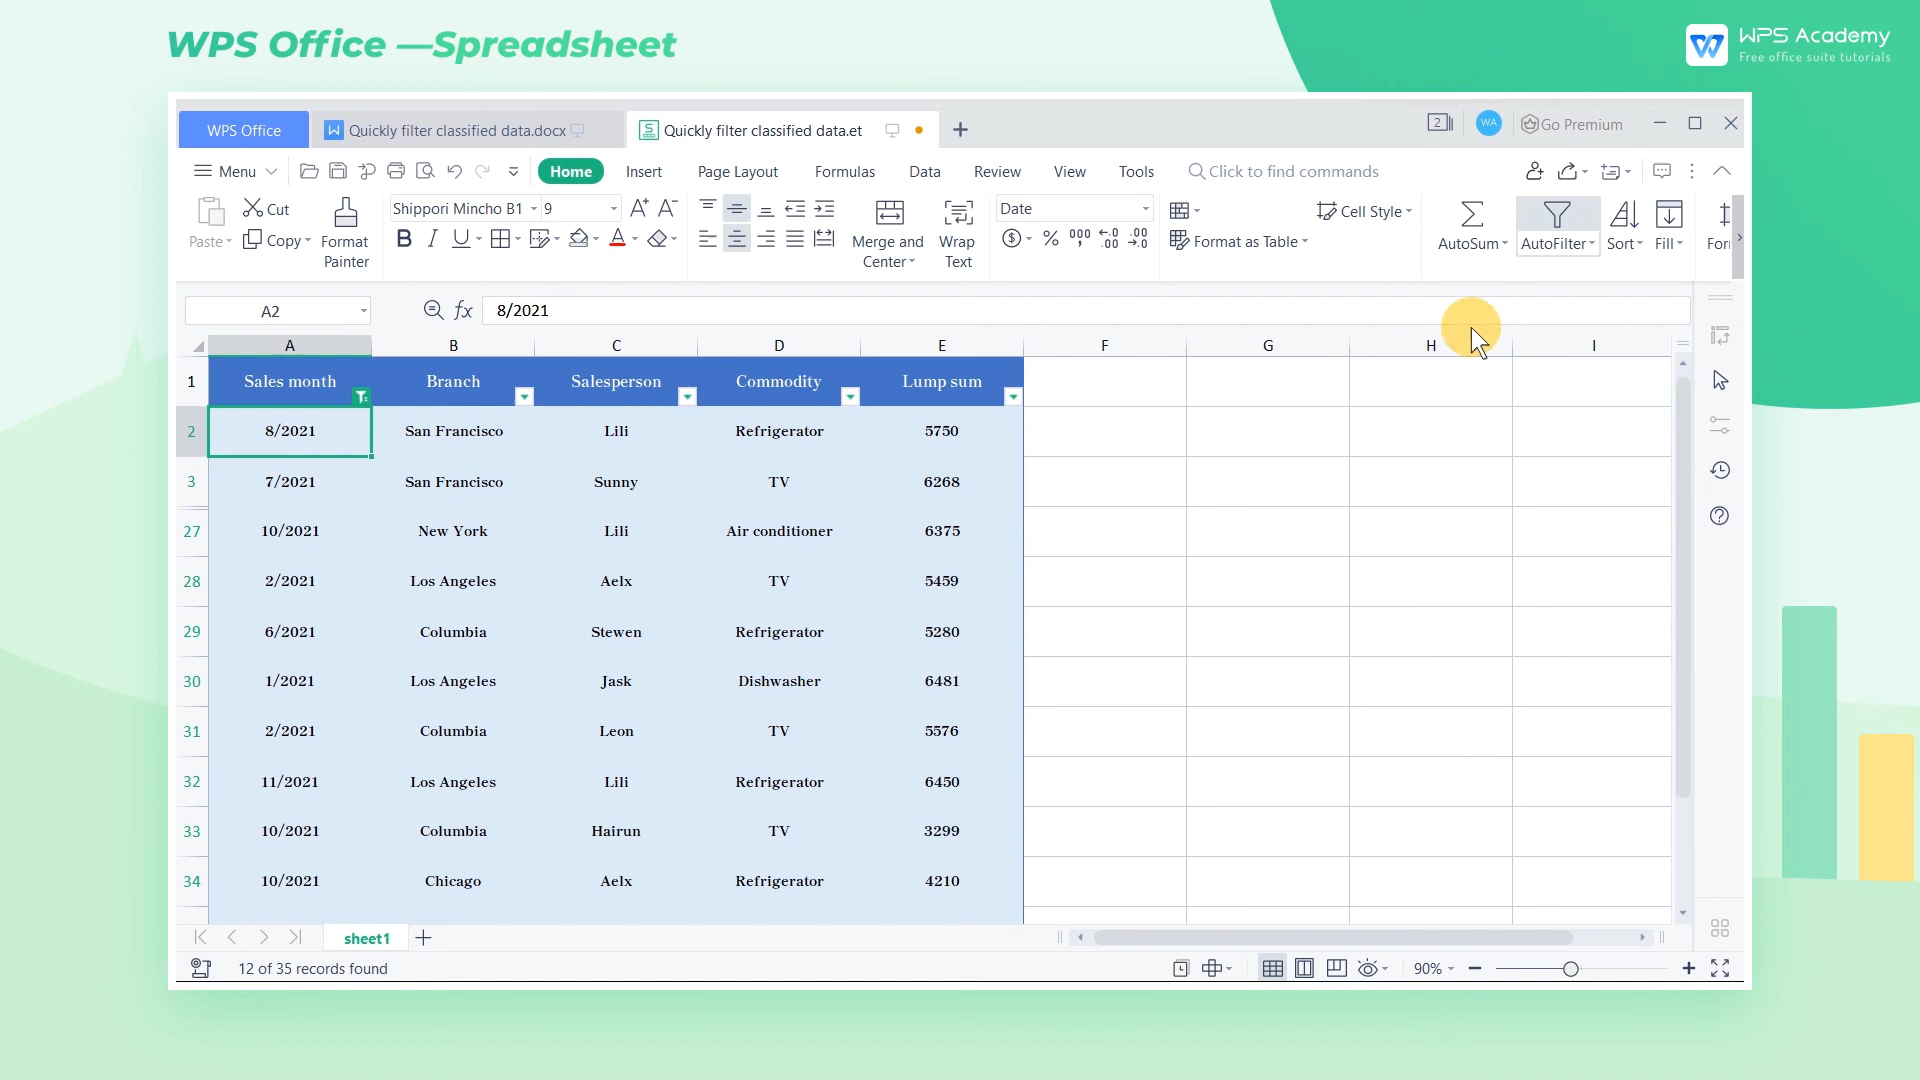 WPS Office —Spreadsheet
WPS Academy
Free office suite tutorials
WPS Office
Quickly filter classified data.docx
Quickly filter classified data.et
2
WA
Go Premium
Menu
Home
Insert
Page Layout
Formulas
Data
Review
View
Tools
Click to find commands
Paste
Cut
Copy
Format Painter
Shippori Mincho B1
9
Merge and Center
Wrap Text
Date
Format as Table
Cell Style
AutoSum
AutoFilter
Sort
Fill
A2
fx
8/2021
A B C D E F G H I
1 Sales month Branch Salesperson Commodity Lump sum
2 8/2021 San Francisco Lili Refrigerator 5750
3 7/2021 San Francisco Sunny TV 6268
27 10/2021 New York Lili Air conditioner 6375
28 2/2021 Los Angeles Aelx TV 5459
29 6/2021 Columbia Stewen Refrigerator 5280
30 1/2021 Los Angeles Jask Dishwasher 6481
31 2/2021 Columbia Leon TV 5576
32 11/2021 Los Angeles Lili Refrigerator 6450
33 10/2021 Columbia Hairun TV 3299
34 10/2021 Chicago Aelx Refrigerator 4210
sheet1
12 of 35 records found
90%